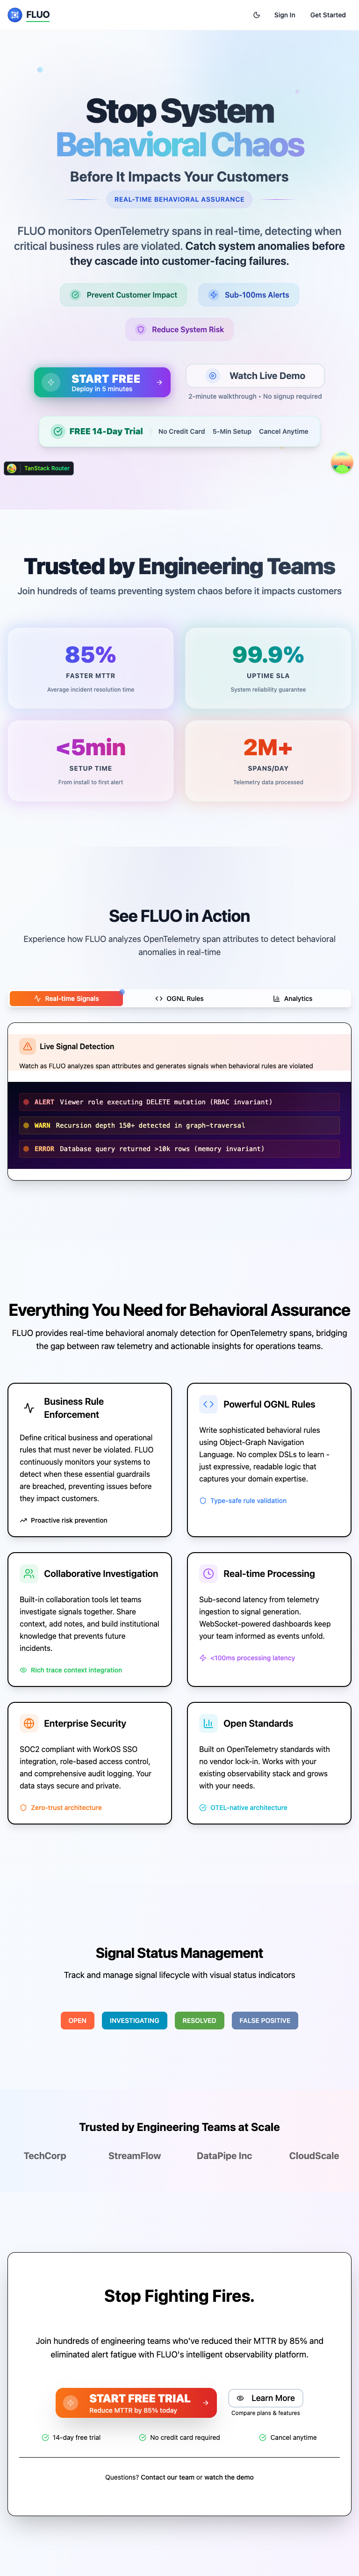 FLUO
Sign In
Get Started
Stop System
Behavioral Chaos
Before It Impacts Your Customers
REAL-TIME BEHAVIORAL ASSURANCE
FLUO monitors OpenTelemetry spans in real-time, detecting when
critical business rules are violated. Catch system anomalies before
they cascade into customer-facing failures.
Prevent Customer Impact
Sub-100ms Alerts
Reduce System Risk
START FREE
Deploy in 5 minutes
Watch Live Demo
2-minute walkthrough • No signup required
FREE 14-Day Trial
No Credit Card
5-Min Setup
Cancel Anytime
TanStack Router
Trusted by Engineering Teams
Join hundreds of teams preventing system chaos before it impacts customers
85%
FASTER MTTR
Average incident resolution time
99.9%
UPTIME SLA
System reliability guarantee
<5min
SETUP TIME
From install to first alert
2M+
SPANS/DAY
Telemetry data processed
See FLUO in Action
Experience how FLUO analyzes OpenTelemetry span attributes to detect behavioral
anomalies in real-time
Real-time Signals
OGNL Rules
Analytics
Live Signal Detection
Watch as FLUO analyzes span attributes and generates signals when behavioral rules are violated
ALERT Viewer role executing DELETE mutation (RBAC invariant)
WARN Recursion depth 150+ detected in graph-traversal
ERROR Database query returned >10k rows (memory invariant)
Everything You Need for Behavioral Assurance
FLUO provides real-time behavioral anomaly detection for OpenTelemetry spans, bridging
the gap between raw telemetry and actionable insights for operations teams.
Business Rule
Enforcement
Define critical business and operational
rules that must never be violated. FLUO
continuously monitors your systems to
detect when these essential guardrails
are breached, preventing issues before
they impact customers.
Proactive risk prevention
Powerful OGNL Rules
Write sophisticated behavioral rules
using Object-Graph Navigation
Language. No complex DSLs to learn -
just expressive, readable logic that
captures your domain expertise.
Type-safe rule validation
Collaborative Investigation
Built-in collaboration tools let teams
investigate signals together. Share
context, add notes, and build institutional
knowledge that prevents future
incidents.
Rich trace context integration
Real-time Processing
Sub-second latency from telemetry
ingestion to signal generation.
WebSocket-powered dashboards keep
your team informed as events unfold.
<100ms processing latency
Enterprise Security
SOC2 compliant with WorkOS SSO
integration, role-based access control,
and comprehensive audit logging. Your
data stays secure and private.
Zero-trust architecture
Open Standards
Built on OpenTelemetry standards with
no vendor lock-in. Works with your
existing observability stack and grows
with your needs.
OTEL-native architecture
Signal Status Management
Track and manage signal lifecycle with visual status indicators
OPEN
INVESTIGATING
RESOLVED
FALSE POSITIVE
Trusted by Engineering Teams at Scale
TechCorp
StreamFlow
DataPipe Inc
CloudScale
Stop Fighting Fires.
Join hundreds of engineering teams who've reduced their MTTR by 85% and
eliminated alert fatigue with FLUO's intelligent observability platform.
START FREE TRIAL
Reduce MTTR by 85% today
Learn More
Compare plans & features
14-day free trial
No credit card required
Cancel anytime
Questions? Contact our team or watch the demo